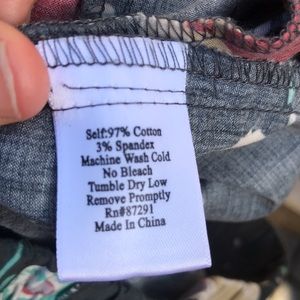 Self:97% Cotton
3% Spandex
Machine Wash Cold
No Bleach
Tumble Dry Low
Remove Promptly
Rn#87291
Made In China